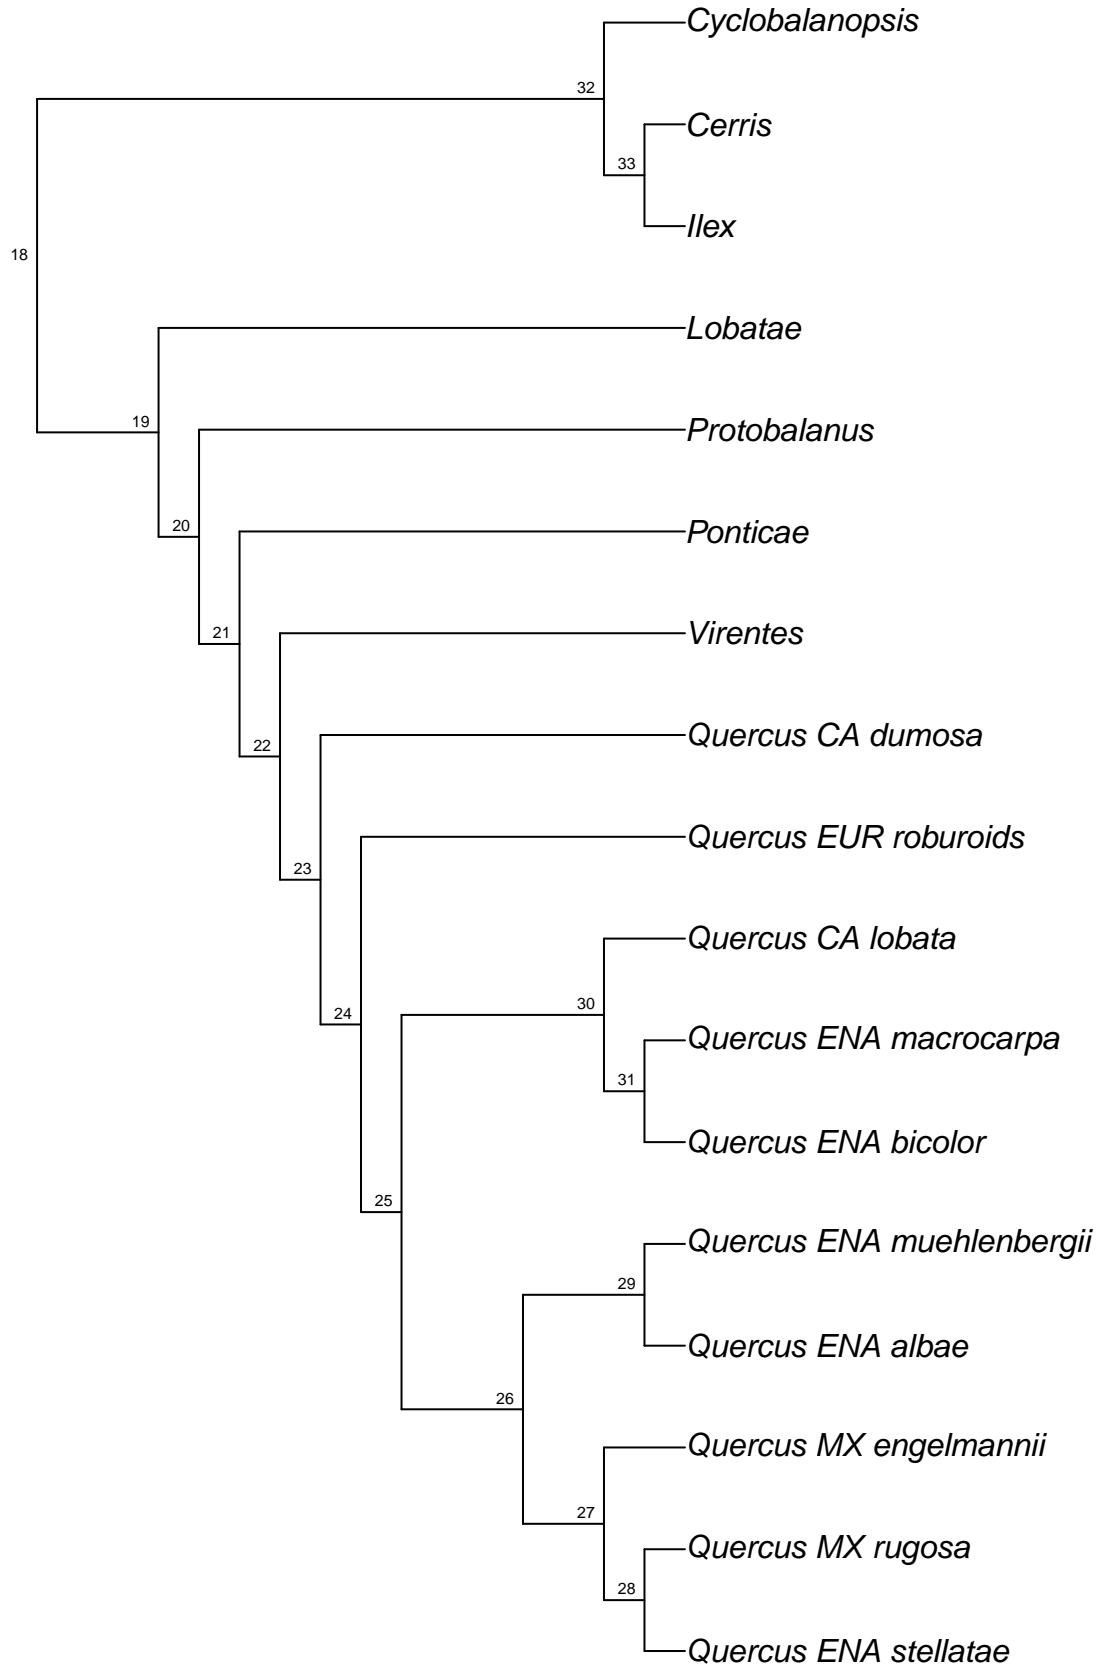 Cyclobalanopsis
32
Cerris
33
Ilex
18
Lobatae
19
Protobalanus
20
Ponticae
21
Virentes
22
Quercus CA dumosa
23
Quercus EUR roburoids
24
Quercus CA lobata
30
Quercus ENA macrocarpa
31
Quercus ENA bicolor
25
Quercus ENA muehlenbergii
29
Quercus ENA albae
26
Quercus MX engelmannii
27
Quercus MX rugosa
28
Quercus ENA stellatae